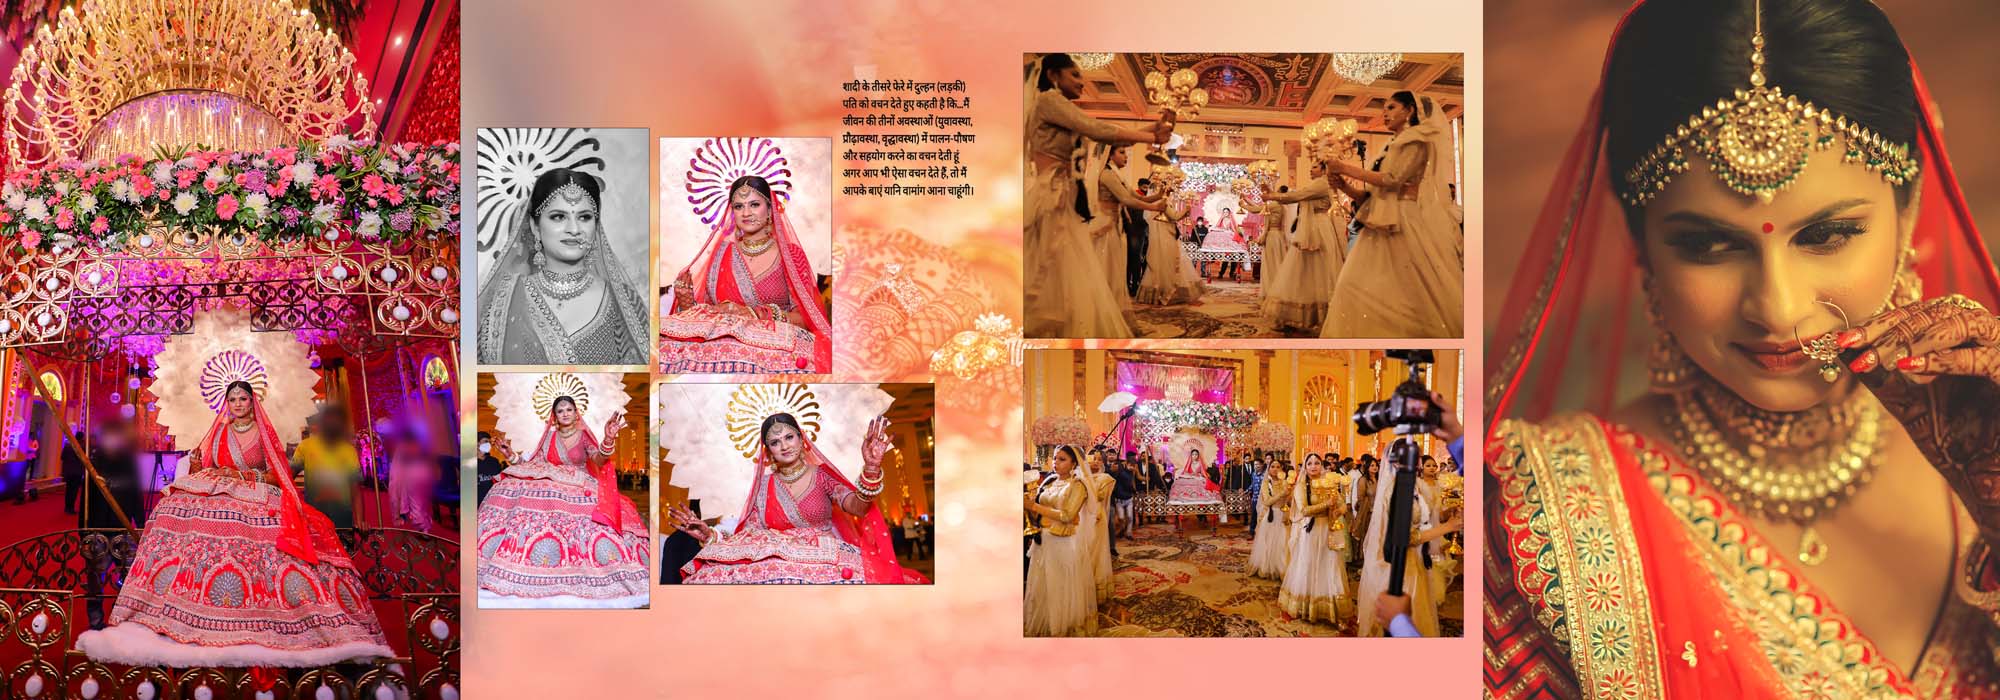 शादी के तीसरे फेरे में दुल्हन (लड़की)
पति को वचन देते हुए कहती है कि...मैं
जीवन की तीनों अवस्थाओं (युवावस्था,
प्रौढ़ावस्था, वृद्धावस्था) में पालन-पौषण
और सहयोग करने का वचन देती हूं
अगर आप भी ऐसा वचन देते हैं, तो मैं
आपके बाएं यानि वामांग आना चाहूंगी।